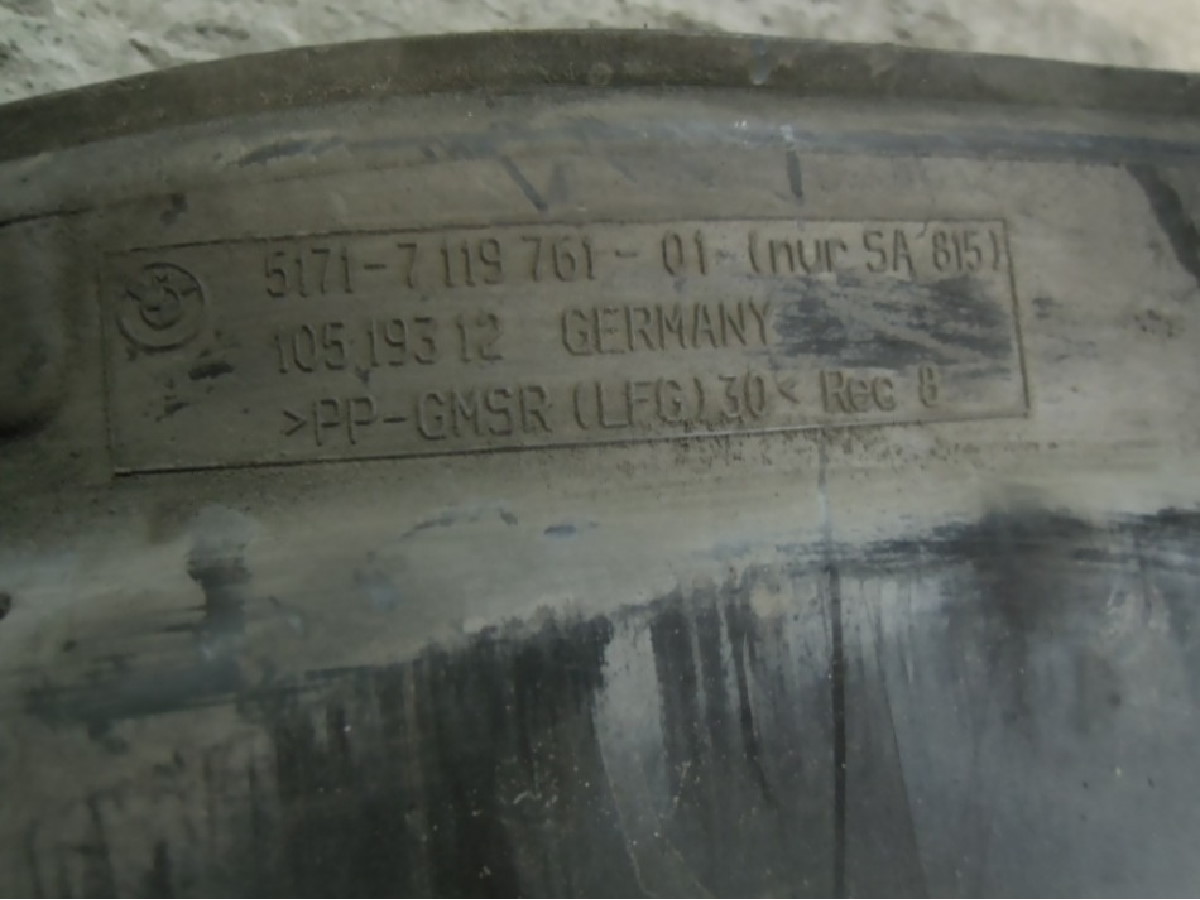 5171-7 119 761 - 01 - (nur SA 815)
105 193 12 GERMANY
>PP-GMSR (LFG) 30< Rec 8